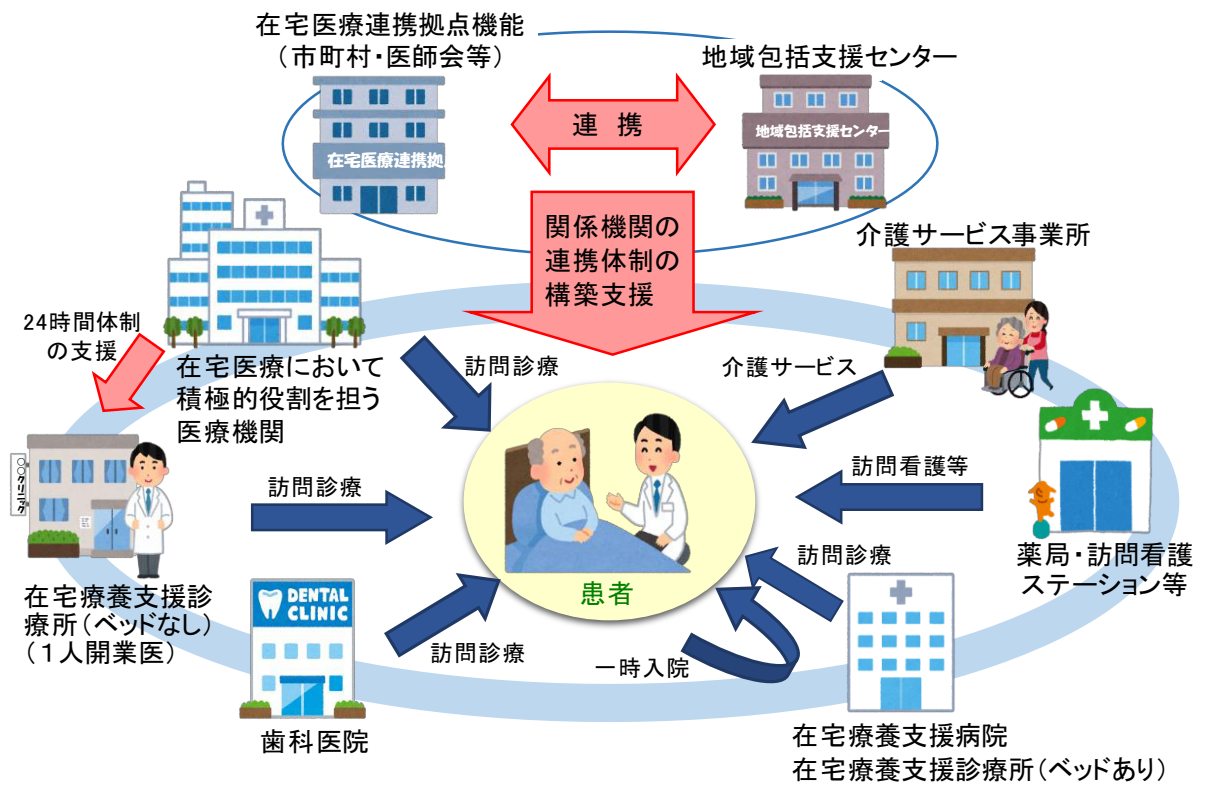 在宅医療連携拠点機能
（市町村・医師会等）
地域包括支援センター
連　携
在宅医療連携拠
地域包括支援センター
関係機関の
連携体制の
構築支援
介護サービス事業所
24時間体制
の支援
在宅医療において
積極的役割を担う
医療機関
訪問診療
介護サービス
○○クリニック
訪問診療
訪問看護等
薬局・訪問看護
ステーション等
患者
訪問診療
在宅療養支援診
療所（ベッドなし）
（１人開業医）
DENTAL
CLINIC
訪問診療
一時入院
歯科医院
在宅療養支援病院
在宅療養支援診療所（ベッドあり）